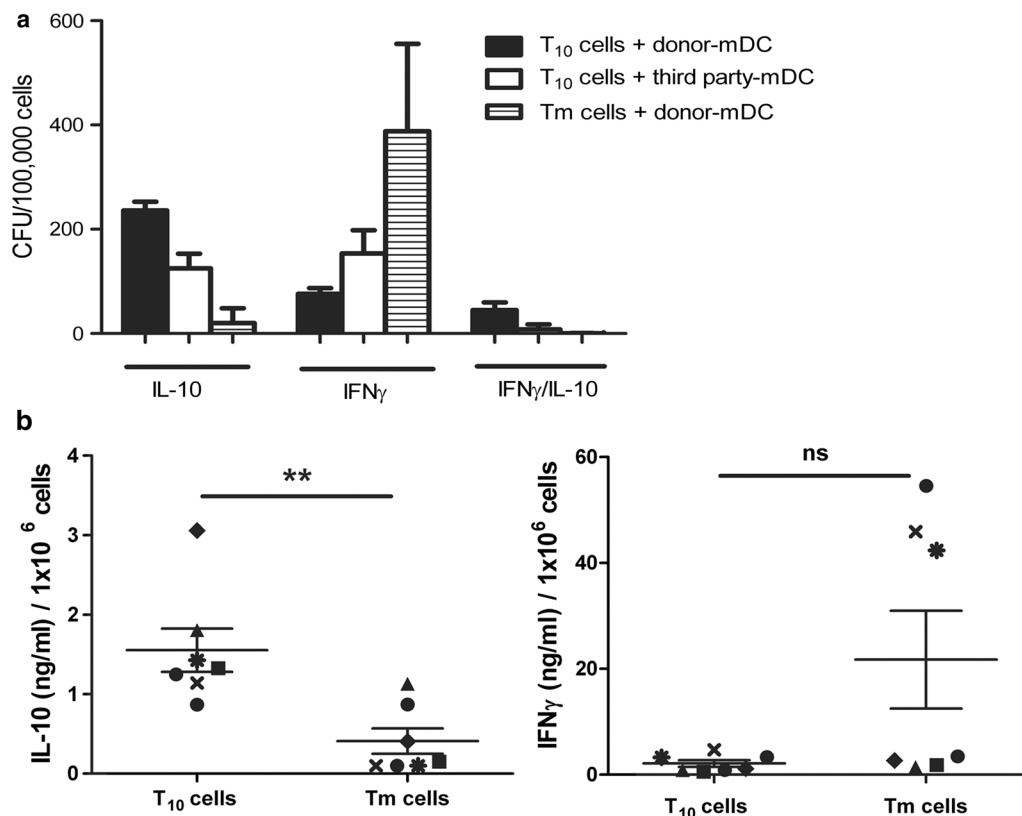 a
600
400
200
0
CFU/100,000 cells
T10 cells + donor-mDC
T10 cells + third party-mDC
Tm cells + donor-mDC
IL-10
IFNγ
IFNγ/IL-10
b
4
3
2
1
0
IL-10 (ng/ml) / 1x10 6 cells
**
T10 cells
Tm cells
60
40
20
0
IFNγ (ng/ml) / 1x106 cells
ns
T10 cells
Tm cells